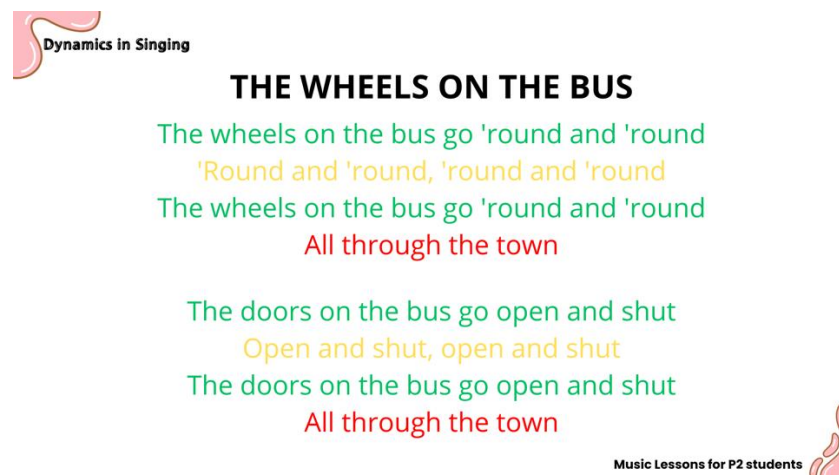 Dynamics in Singing
THE WHEELS ON THE BUS
The wheels on the bus go 'round and 'round
'Round and 'round, 'round and 'round
The wheels on the bus go 'round and 'round
All through the town
The doors on the bus go open and shut
Open and shut, open and shut
The doors on the bus go open and shut
All through the town
Music Lessons for P2 students